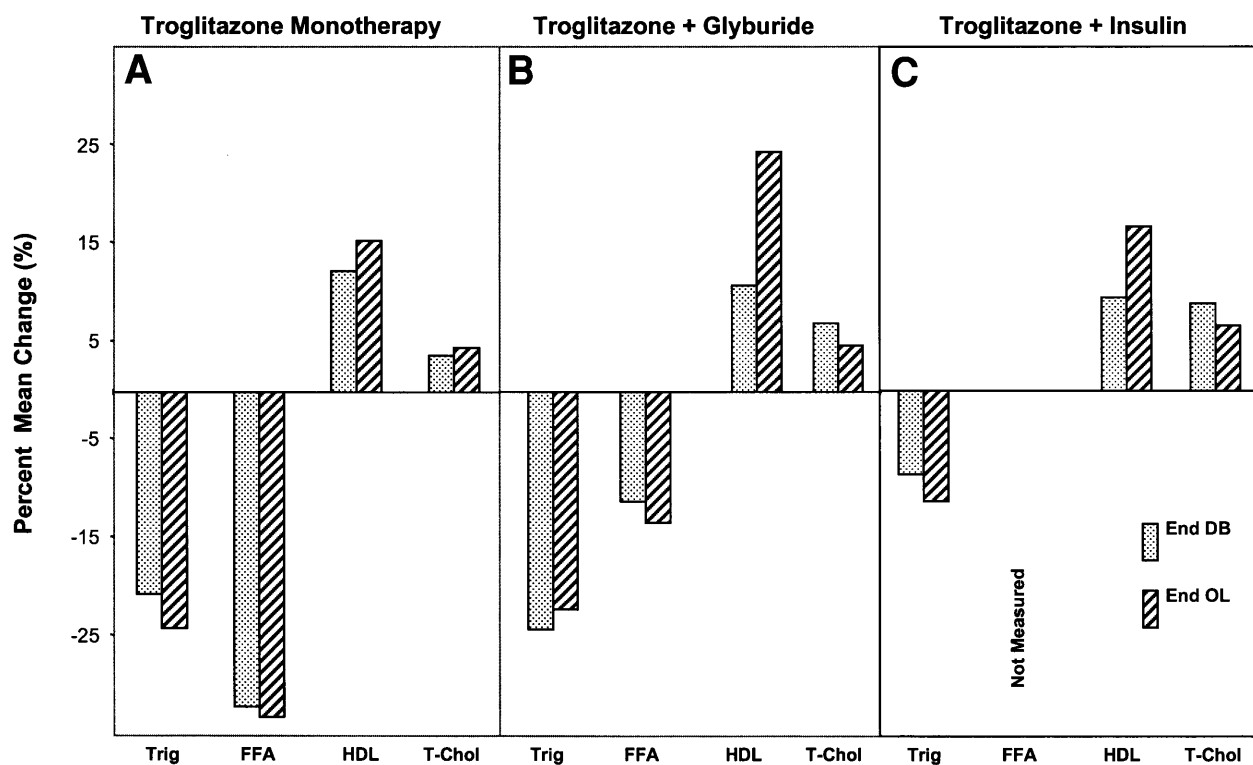 Troglitazone Monotherapy
Troglitazone + Glyburide
Troglitazone + Insulin
A
B
C
Percent Mean Change (%)
25
15
5
-5
-15
-25
Not Measured
End DB
End OL
Trig FFA HDL T-Chol
Trig FFA HDL T-Chol
Trig FFA HDL T-Chol